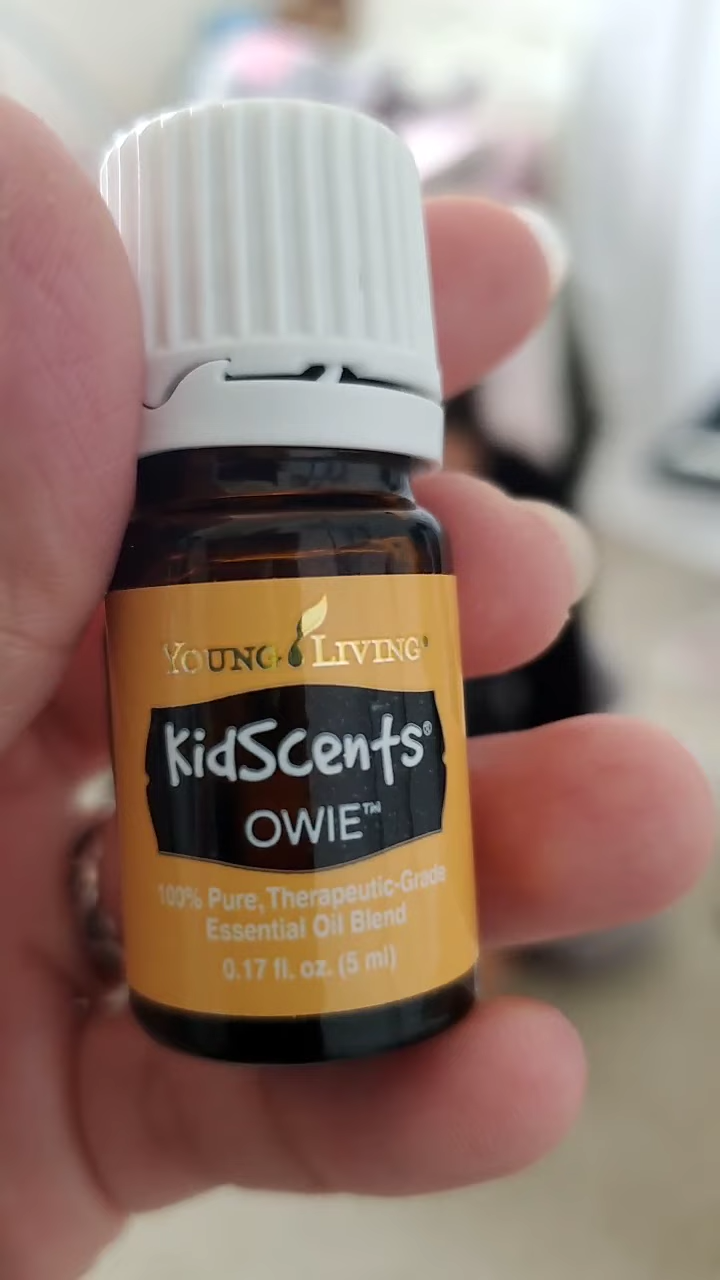 YOUNG LIVING®
KidScents®
OWIE™
100% Pure, Therapeutic-Grade
Essential Oil Blend
0.17 fl. oz. (5 ml)